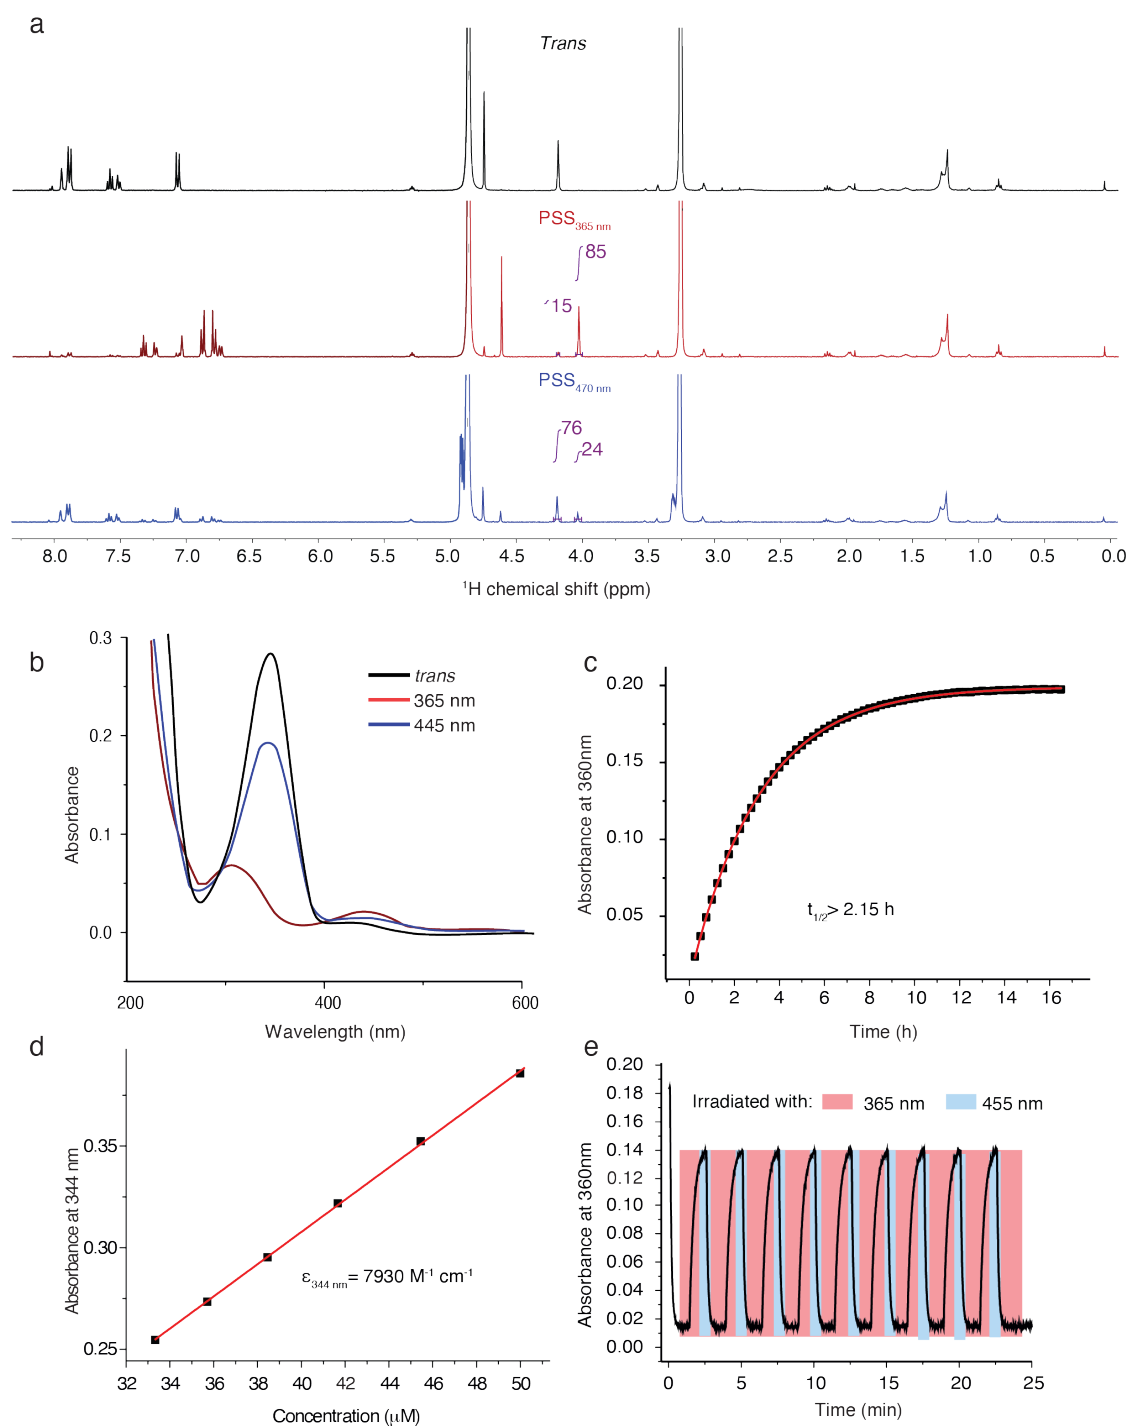 a
Trans
PSS365 nm
85
15
PSS470 nm
76
24
8.0 7.5 7.0 6.5 6.0 5.5 5.0 4.5 4.0 3.5 3.0 2.5 2.0 1.5 1.0 0.5 0.0
1H chemical shift (ppm)
b
0.3
0.2
0.1
0.0
Absorbance
trans
365 nm
445 nm
200 400 600
Wavelength (nm)
c
0.20
0.15
0.10
0.05
Absorbance at 360nm
t1/2> 2.15 h
0 2 4 6 8 10 12 14 16
Time (h)
d
0.35
0.30
0.25
Absorbance at 344 nm
ε344 nm= 7930 M-1 cm-1
32 34 36 38 40 42 44 46 48 50
Concentration (μM)
e
0.20
0.18
0.16
0.14
0.12
0.10
0.08
0.06
0.04
0.02
0.00
Absorbance at 360nm
Irradiated with: 365 nm 455 nm
0 5 10 15 20 25
Time (min)